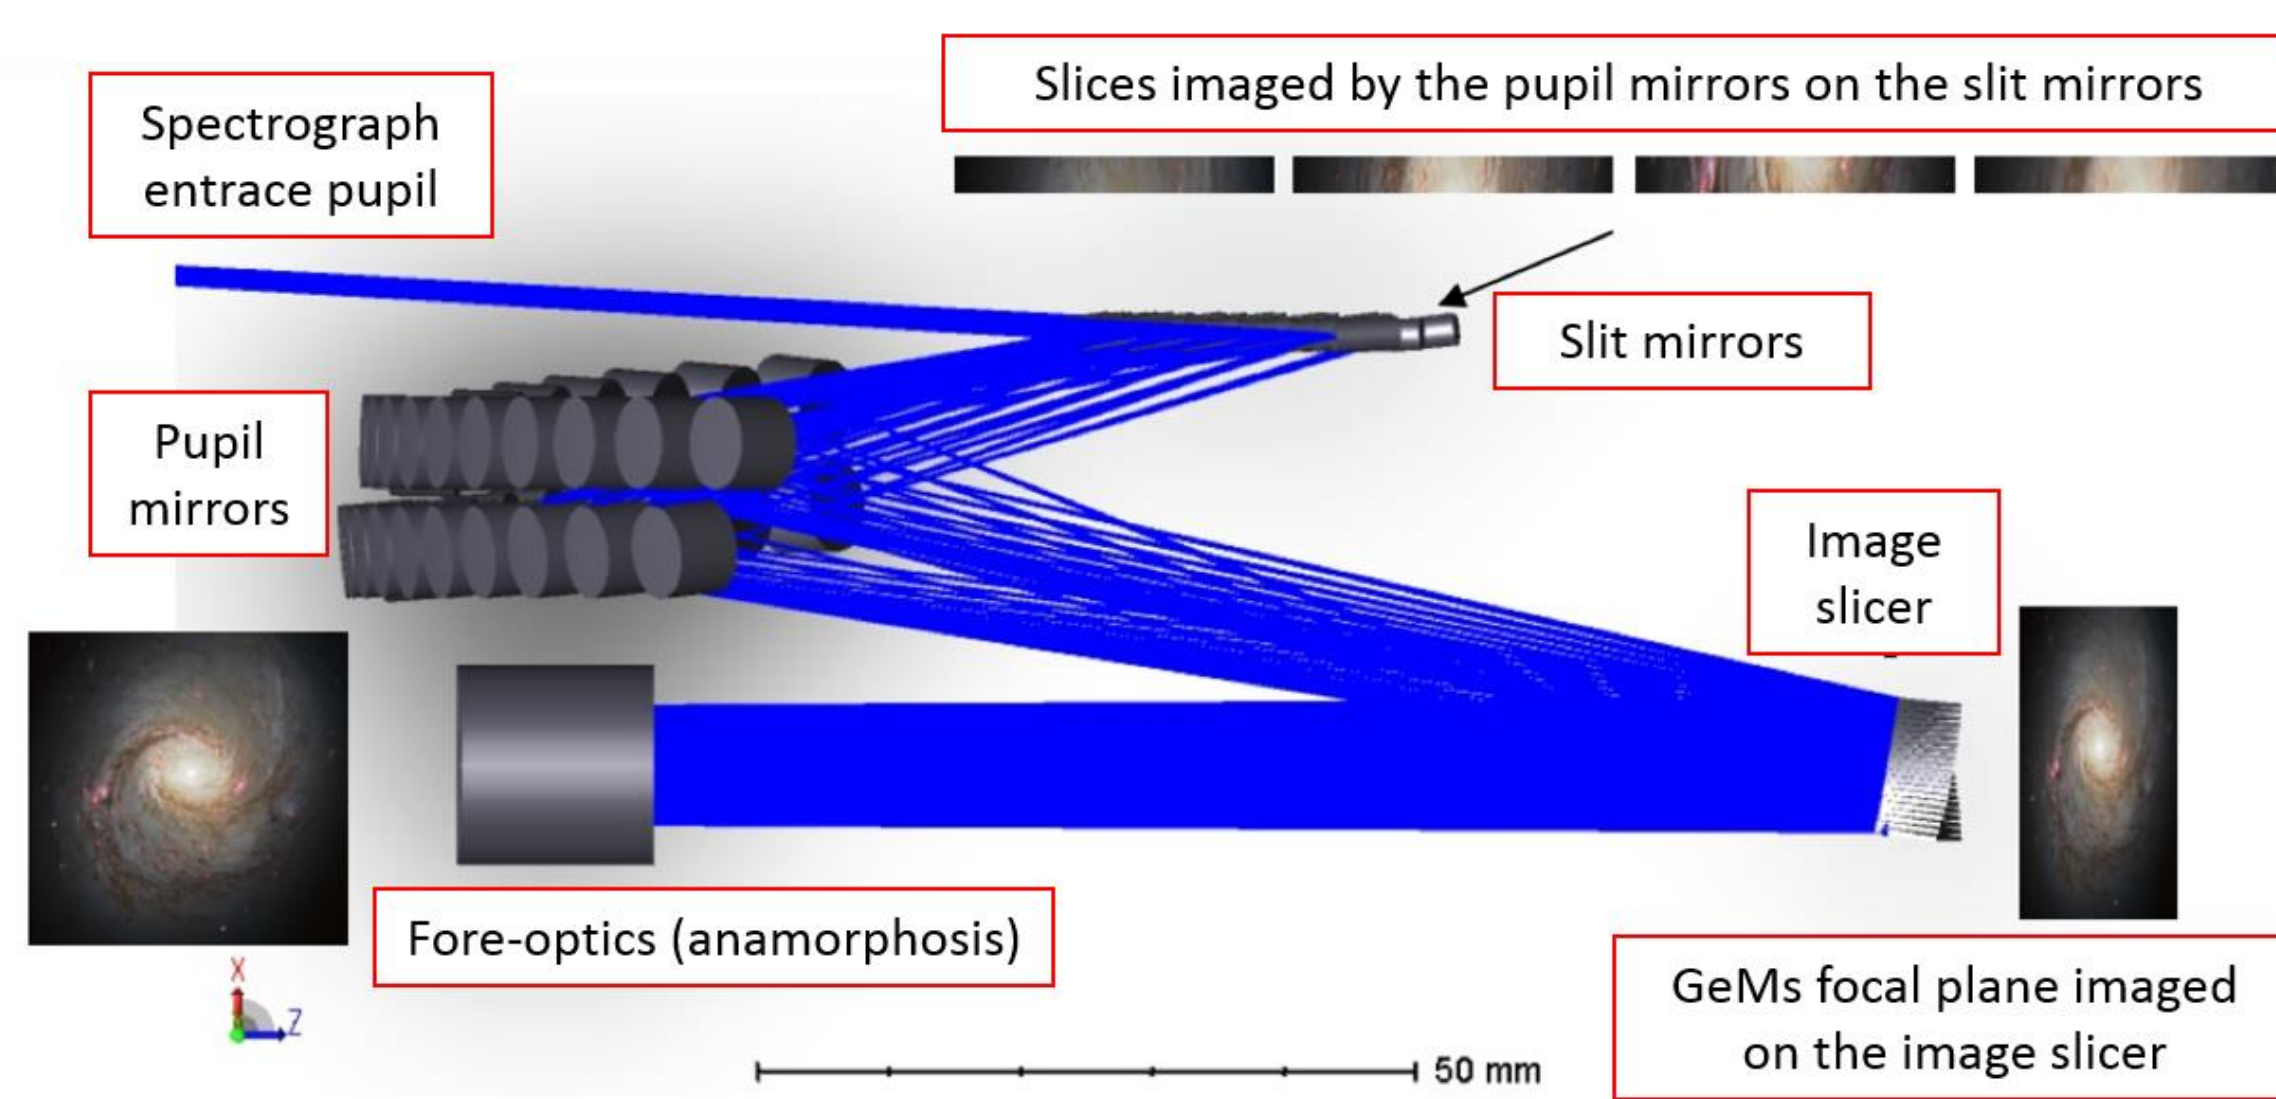 Slices imaged by the pupil mirrors on the slit mirrors
Spectrograph
entrace pupil
Slit mirrors
Pupil
mirrors
Image
slicer
Fore-optics (anamorphosis)
X
Z
GeMs focal plane imaged
on the image slicer
50 mm